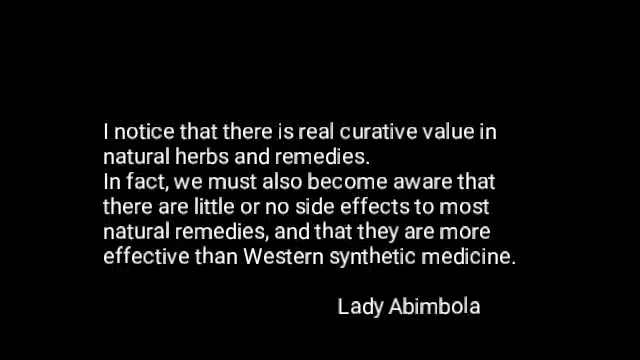 I notice that there is real curative value in
natural herbs and remedies.
In fact, we must also become aware that
there are little or no side effects to most
natural remedies, and that they are more
effective than Western synthetic medicine.
Lady Abimbola